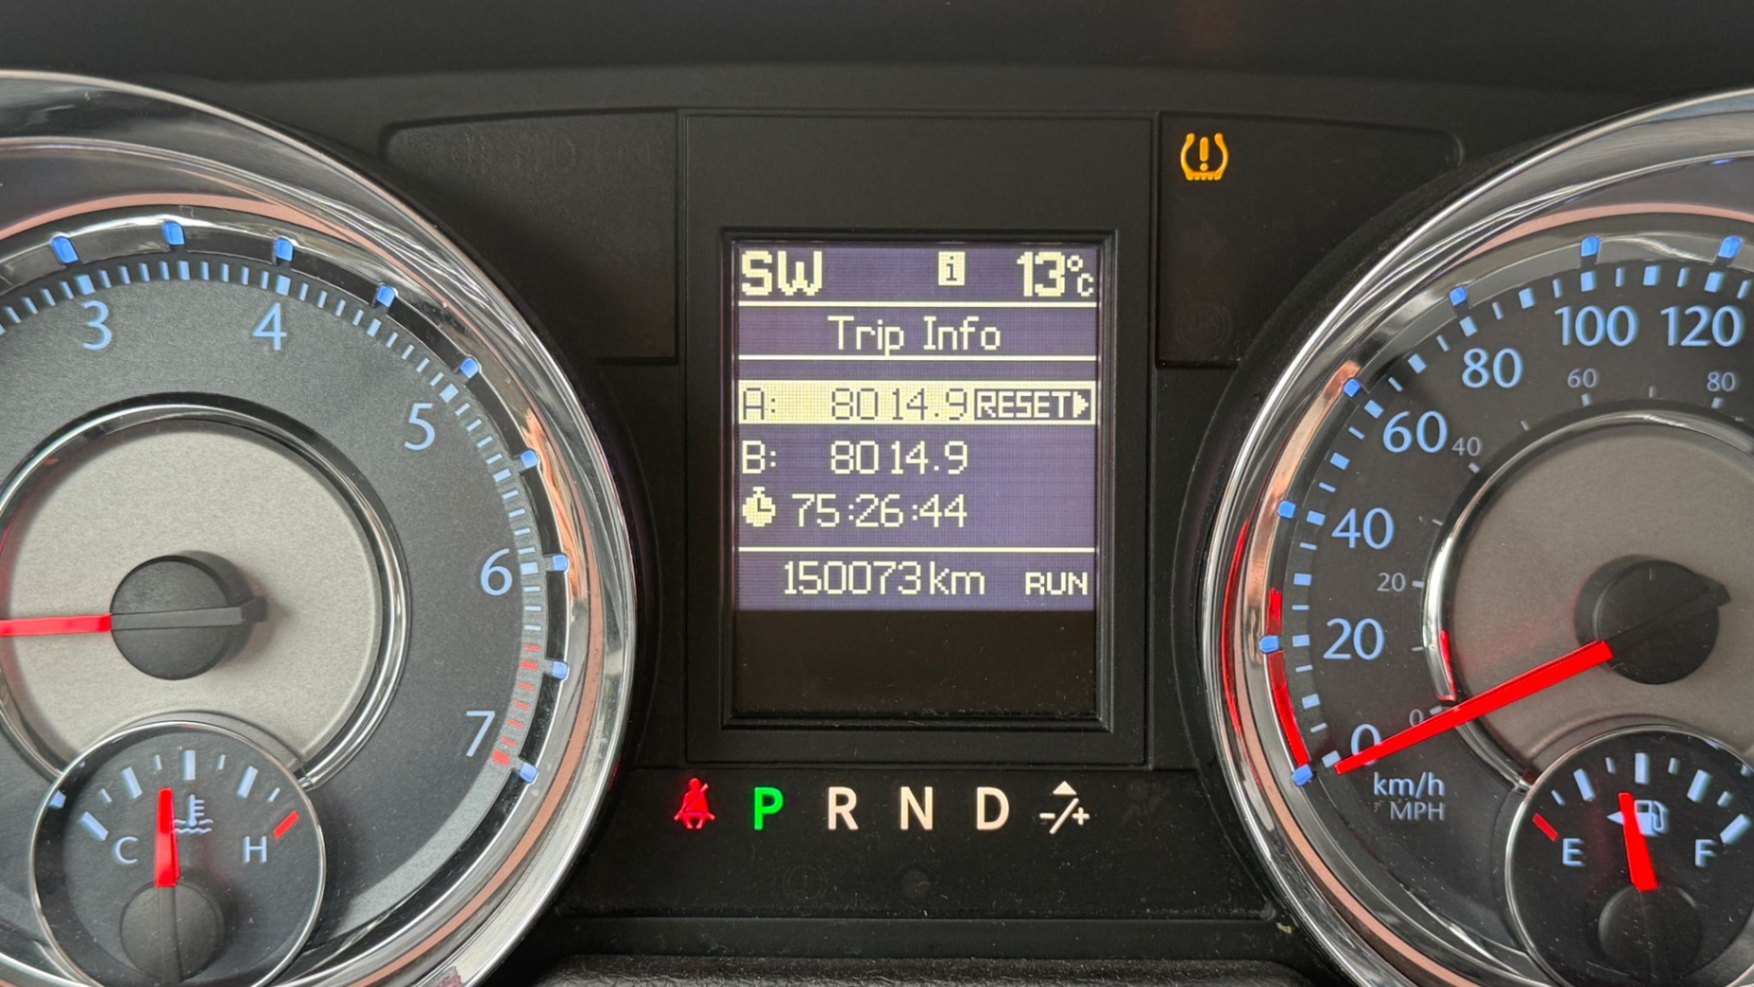 SW i 13°C
Trip Info
A: 8014.9 RESET
B: 8014.9
75:26:44
150073 km RUN
P R N D -/+
3
4
5
6
7
C H
0
20
40
60
80
100
120
0
20
40
60
80
km/h
MPH
E F